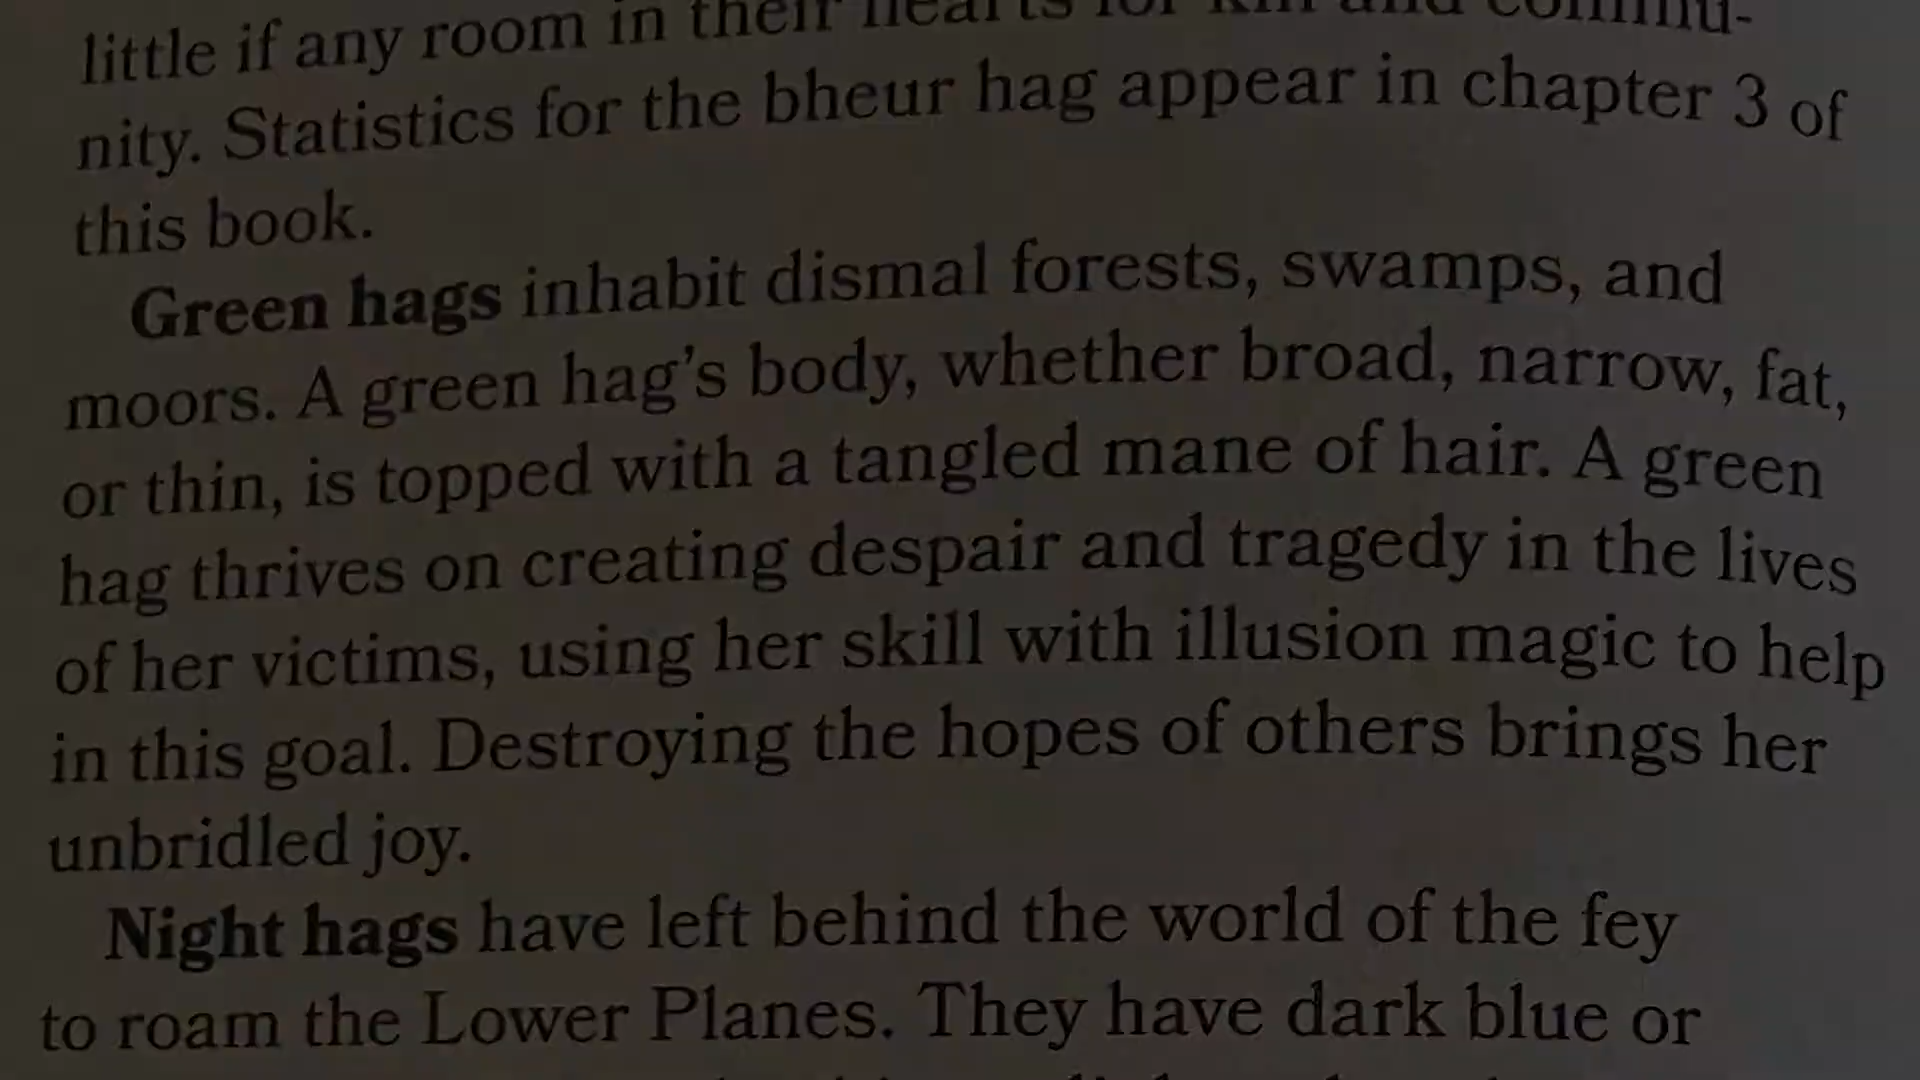 little if any room in their hearts for kin and commu-
nity. Statistics for the bheur hag appear in chapter 3 of
this book.
Green hags inhabit dismal forests, swamps, and
moors. A green hag's body, whether broad, narrow, fat,
or thin, is topped with a tangled mane of hair. A green
hag thrives on creating despair and tragedy in the lives
of her victims, using her skill with illusion magic to help
in this goal. Destroying the hopes of others brings her
unbridled joy.
Night hags have left behind the world of the fey
to roam the Lower Planes. They have dark blue or